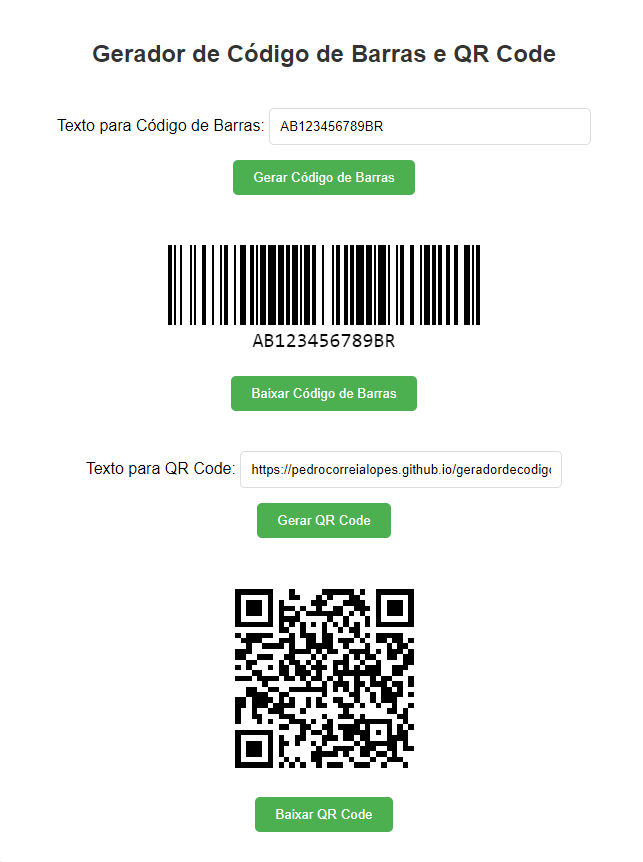 Gerador de Código de Barras e QR Code
Texto para Código de Barras: AB123456789BR
Gerar Código de Barras
AB123456789BR
Baixar Código de Barras
Texto para QR Code: https://pedrocorreialopes.github.io/geradordecodigo
Gerar QR Code
Baixar QR Code